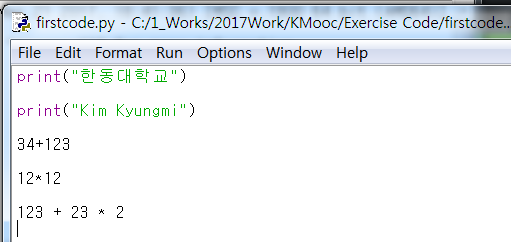 firstcode.py - C:/1_Works/2017Work/KMooc/Exercise Code/firstcode...
File Edit Format Run Options Window Help
print("한동대학교")
print("Kim Kyungmi")
34+123
12*12
123 + 23 * 2